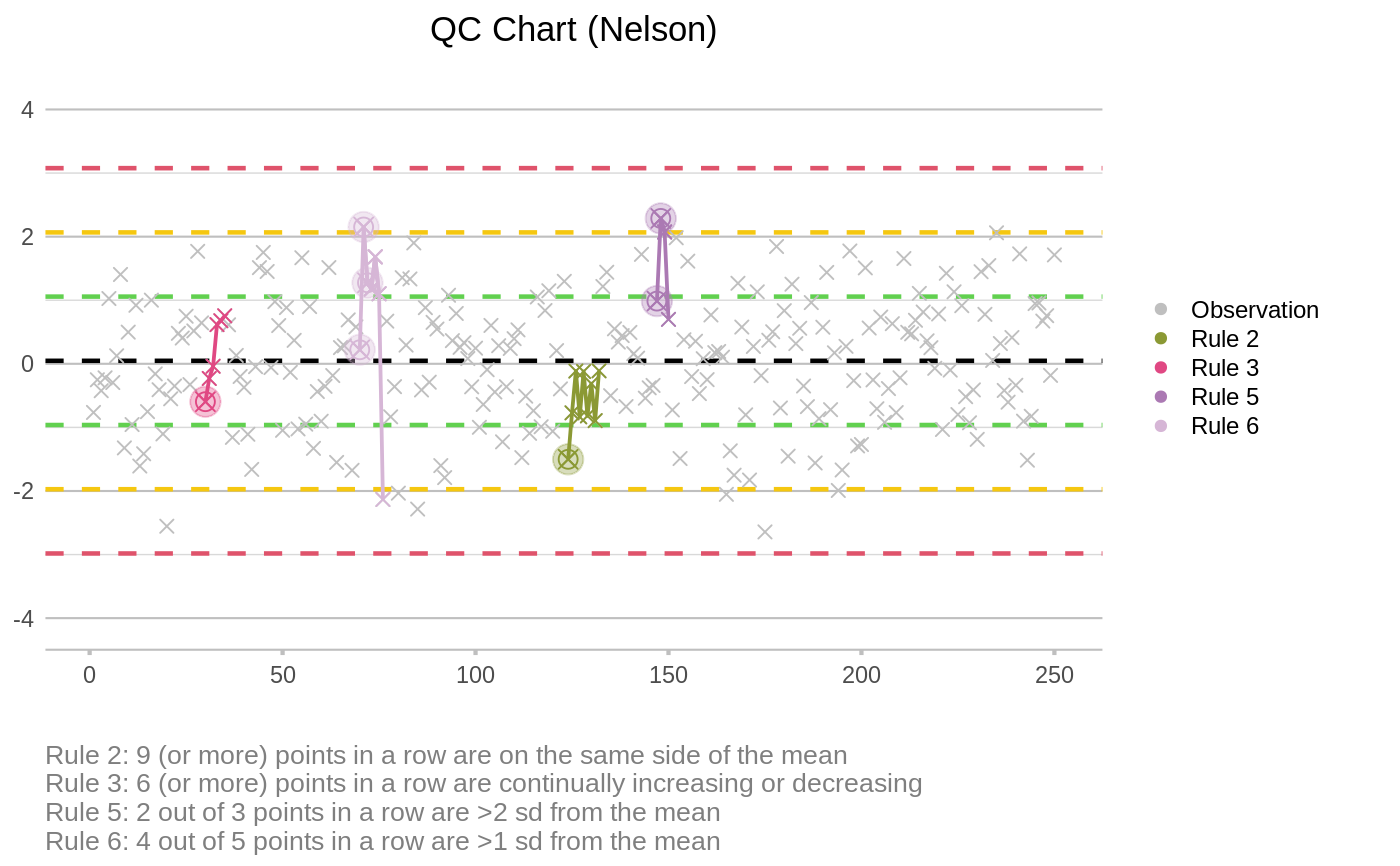 QC Chart (Nelson)
4
2
0
-2
-4
0 50 100 150 200 250
Observation
Rule 2
Rule 3
Rule 5
Rule 6
Rule 2: 9 (or more) points in a row are on the same side of the mean
Rule 3: 6 (or more) points in a row are continually increasing or decreasing
Rule 5: 2 out of 3 points in a row are >2 sd from the mean
Rule 6: 4 out of 5 points in a row are >1 sd from the mean